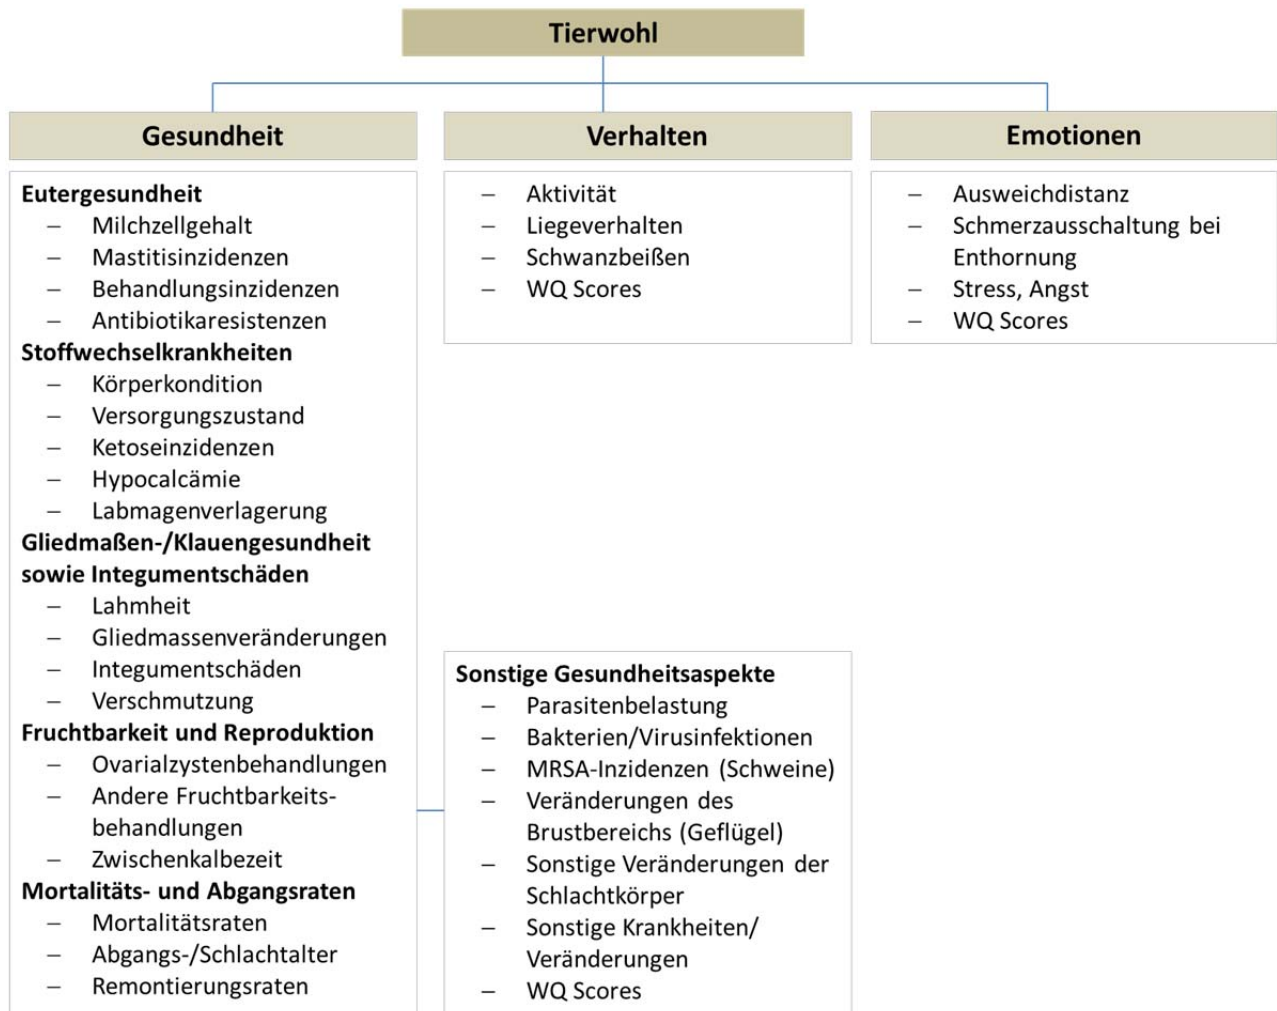 Tierwohl
Gesundheit
Eutergesundheit
– Milchzellgehalt
– Mastitisinzidenzen
– Behandlungsinzidenzen
– Antibiotikaresistenzen
Stoffwechselkrankheiten
– Körperkondition
– Versorgungszustand
– Ketoseinzidenzen
– Hypocalcämie
– Labmagenverlagerung
Gliedmaßen-/Klauengesundheit
sowie Integumentschäden
– Lahmheit
– Gliedmassenveränderungen
– Integumentschäden
– Verschmutzung
Fruchtbarkeit und Reproduktion
– Ovarialzystenbehandlungen
– Andere Fruchtbarkeits-
behandlungen
– Zwischenkalbezeit
Mortalitäts- und Abgangsraten
– Mortalitätsraten
– Abgangs-/Schlachtalter
– Remontierungsraten
Verhalten
– Aktivität
– Liegeverhalten
– Schwanzbeißen
– WQ Scores
Sonstige Gesundheitsaspekte
– Parasitenbelastung
– Bakterien/Virusinfektionen
– MRSA-Inzidenzen (Schweine)
– Veränderungen des
Brustbereichs (Geflügel)
– Sonstige Veränderungen der
Schlachtkörper
– Sonstige Krankheiten/
Veränderungen
– WQ Scores
Emotionen
– Ausweichdistanz
– Schmerzausschaltung bei
Enthornung
– Stress, Angst
– WQ Scores